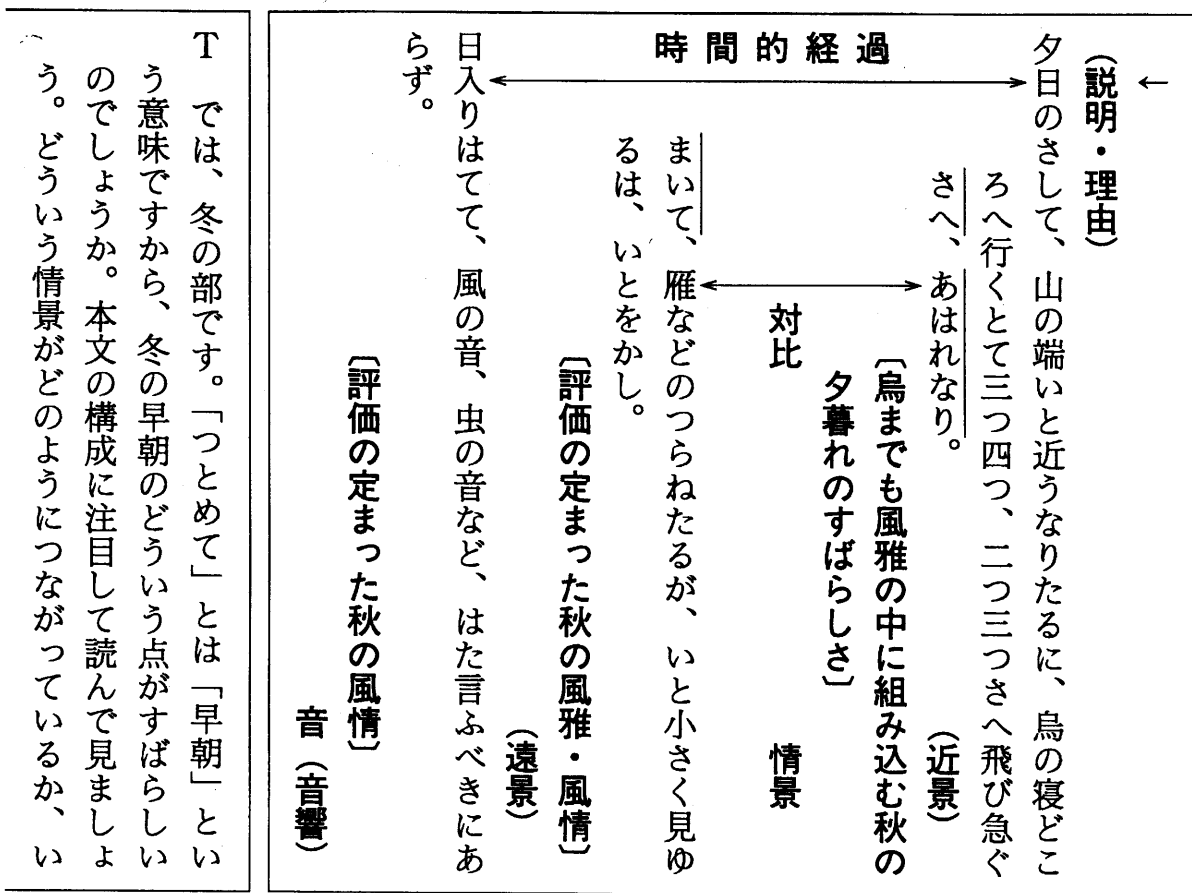 ←
（説明・理由）
夕日のさして、山の端いと近うなりたるに、烏の寝どこ
ろへ行くとて三つ四つ、二つ三つさへ飛び急ぐ
さへ、あはれなり。
（近景）
〔烏までも風雅の中に組み込む秋の
夕暮れのすばらしさ〕
時間的経過
対比
情景
まいて、雁などのつらねたるが、いと小さく見ゆ
るは、いとをかし。
（遠景）
〔評価の定まった秋の風雅・風情〕
日入りはてて、風の音、虫の音など、はた言ふべきにあ
らず。
〔評価の定まった秋の風情〕
音（音響）
T　では、冬の部です。「つとめて」とは「早朝」とい
う意味ですから、冬の早朝のどういう点がすばらしい
のでしょうか。本文の構成に注目して読んで見ましょ
う。どういう情景がどのようにつながっているか、い